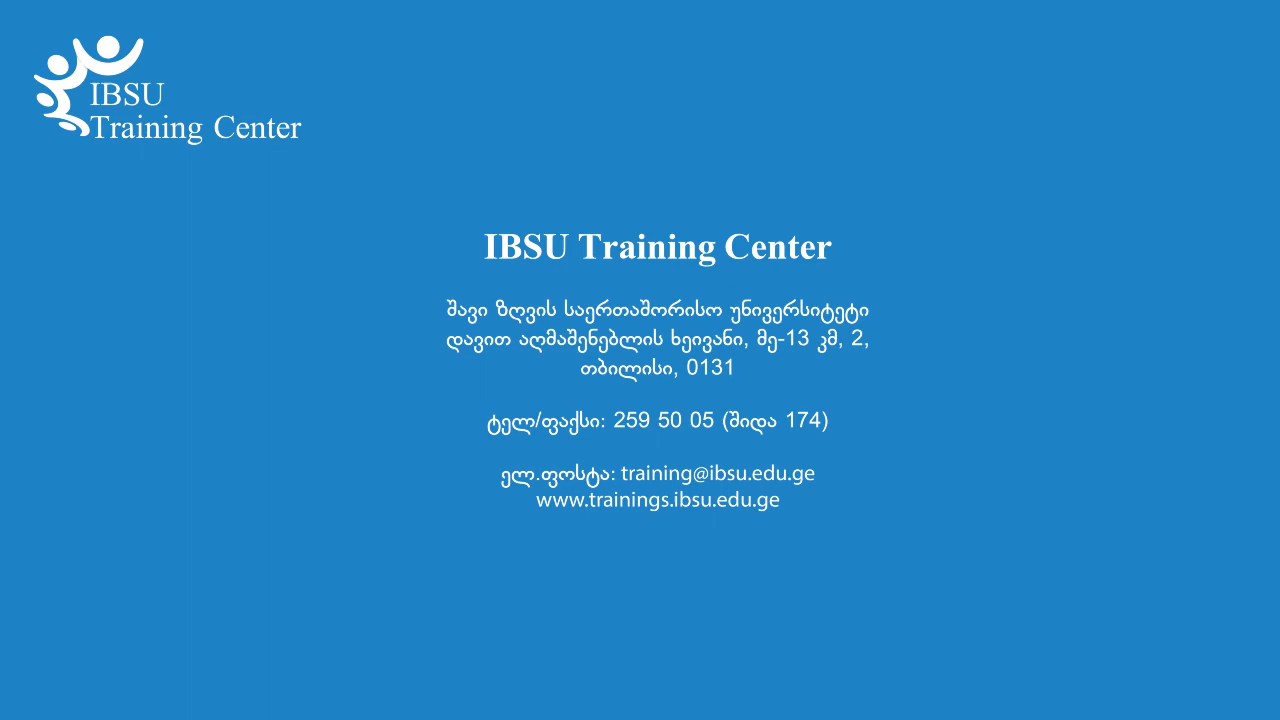 IBSU
Training Center
IBSU Training Center
შავი ზღვის საერთაშორისო უნივერსიტეტი
დავით აღმაშენებლის ხეივანი, მე-13 კმ, 2,
თბილისი, 0131
ტელ/ფაქსი: 259 50 05 (შიდა 174)
ელ.ფოსტა: training@ibsu.edu.ge
www.trainings.ibsu.edu.ge